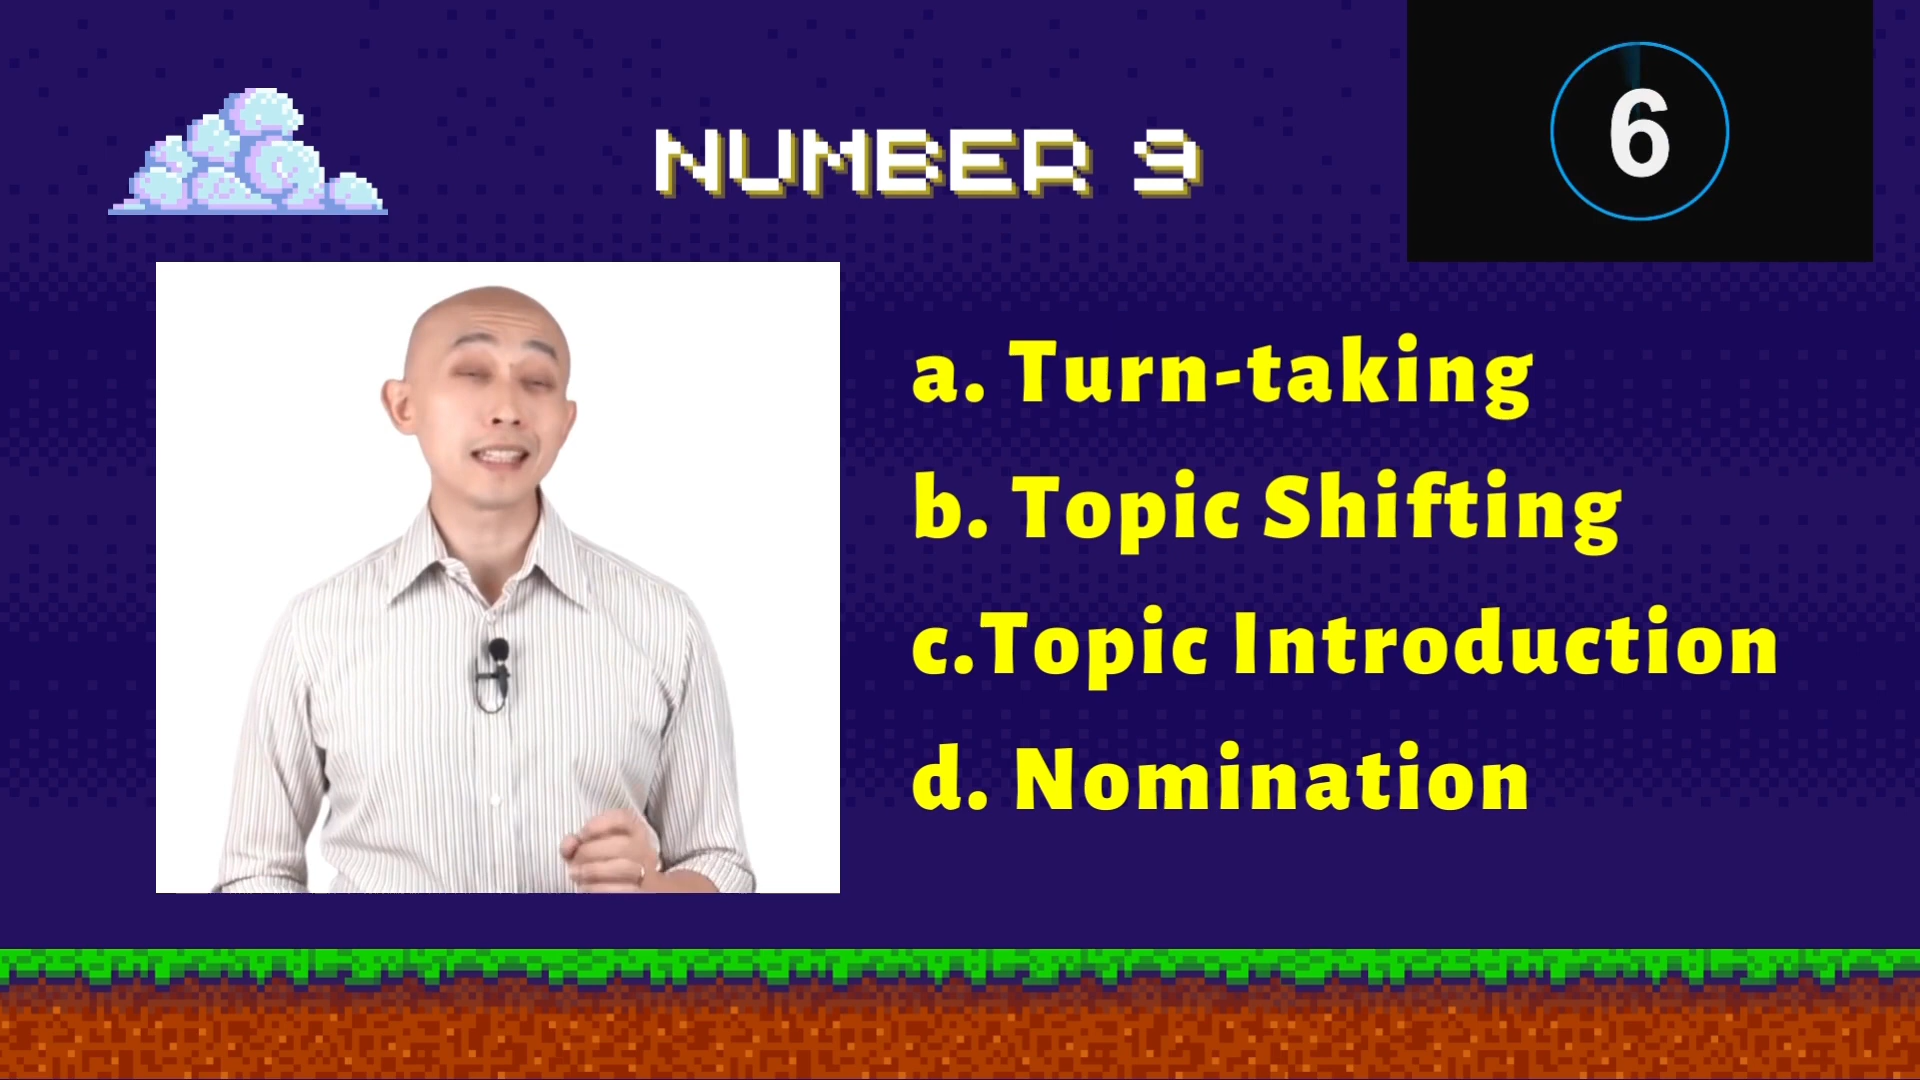 NUMBER 9
6
a. Turn-taking
b. Topic Shifting
c.Topic Introduction
d. Nomination